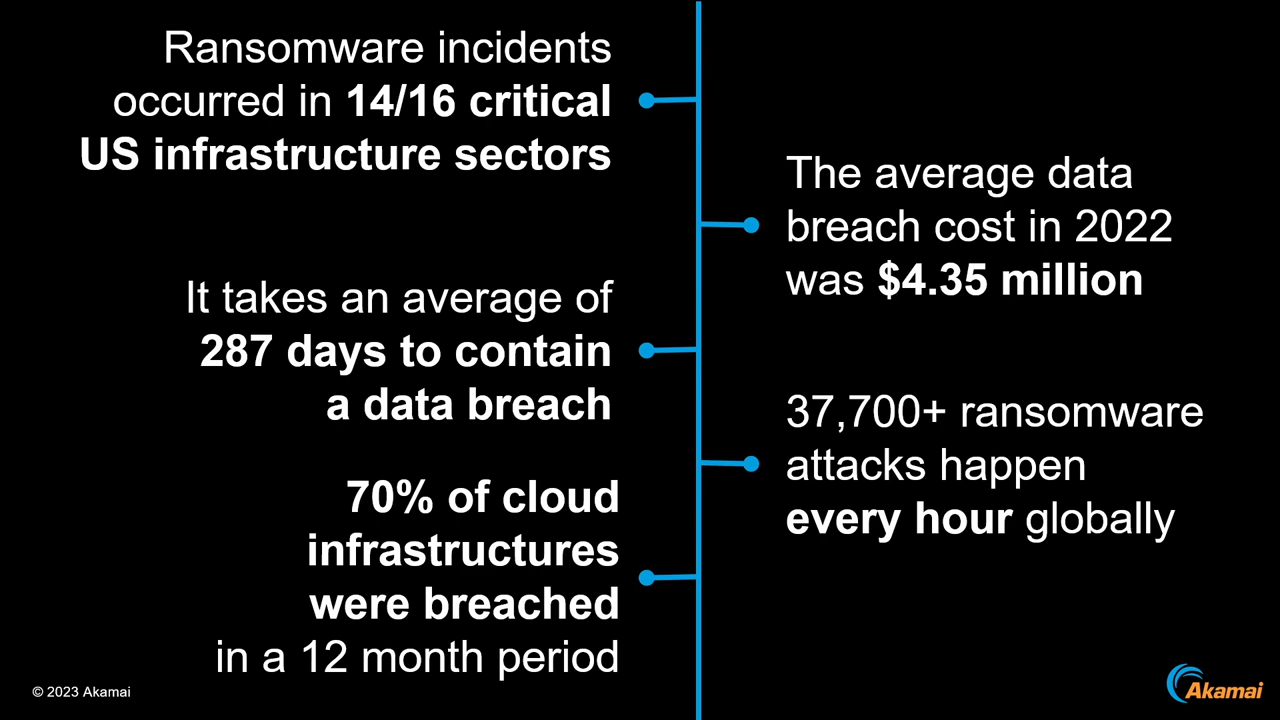 Ransomware incidents
occurred in 14/16 critical
US infrastructure sectors
The average data
breach cost in 2022
was $4.35 million
It takes an average of
287 days to contain
a data breach
37,700+ ransomware
attacks happen
every hour globally
70% of cloud
infrastructures
were breached
in a 12 month period
© 2023 Akamai
Akamai